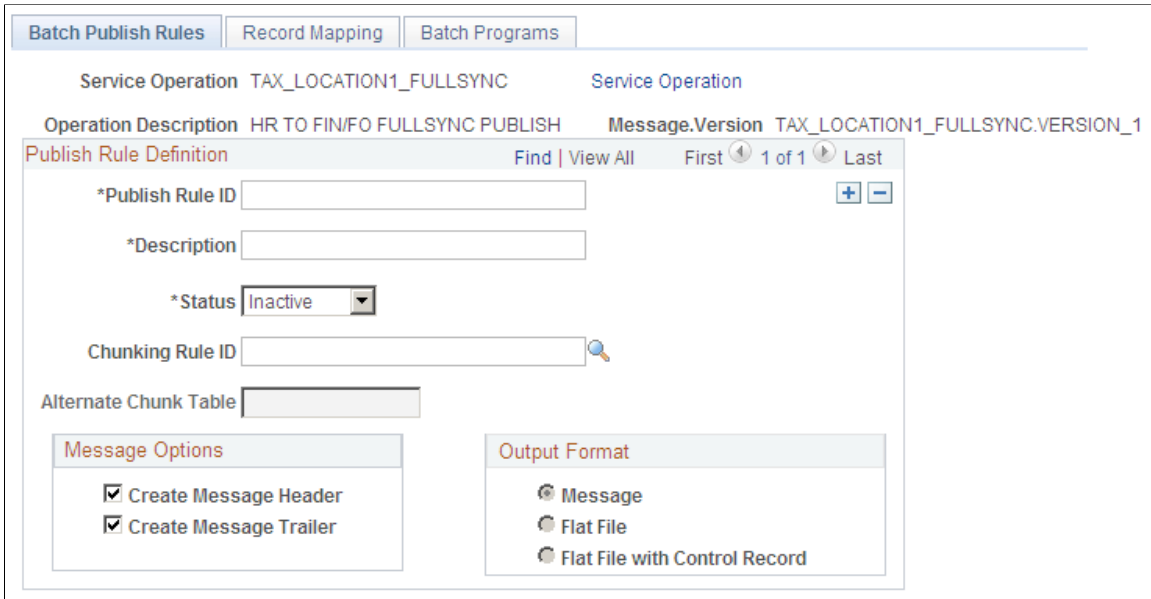 Batch Publish Rules Record Mapping Batch Programs
Service Operation TAX_LOCATION1_FULLSYNC Service Operation
Operation Description HR TO FIN/FO FULLSYNC PUBLISH Message.Version TAX_LOCATION1_FULLSYNC.VERSION_1
Publish Rule Definition Find | View All First 1 of 1 Last
*Publish Rule ID
*Description
*Status Inactive
Chunking Rule ID
Alternate Chunk Table
Message Options Output Format
Create Message Header Message
Create Message Trailer Flat File
Flat File with Control Record